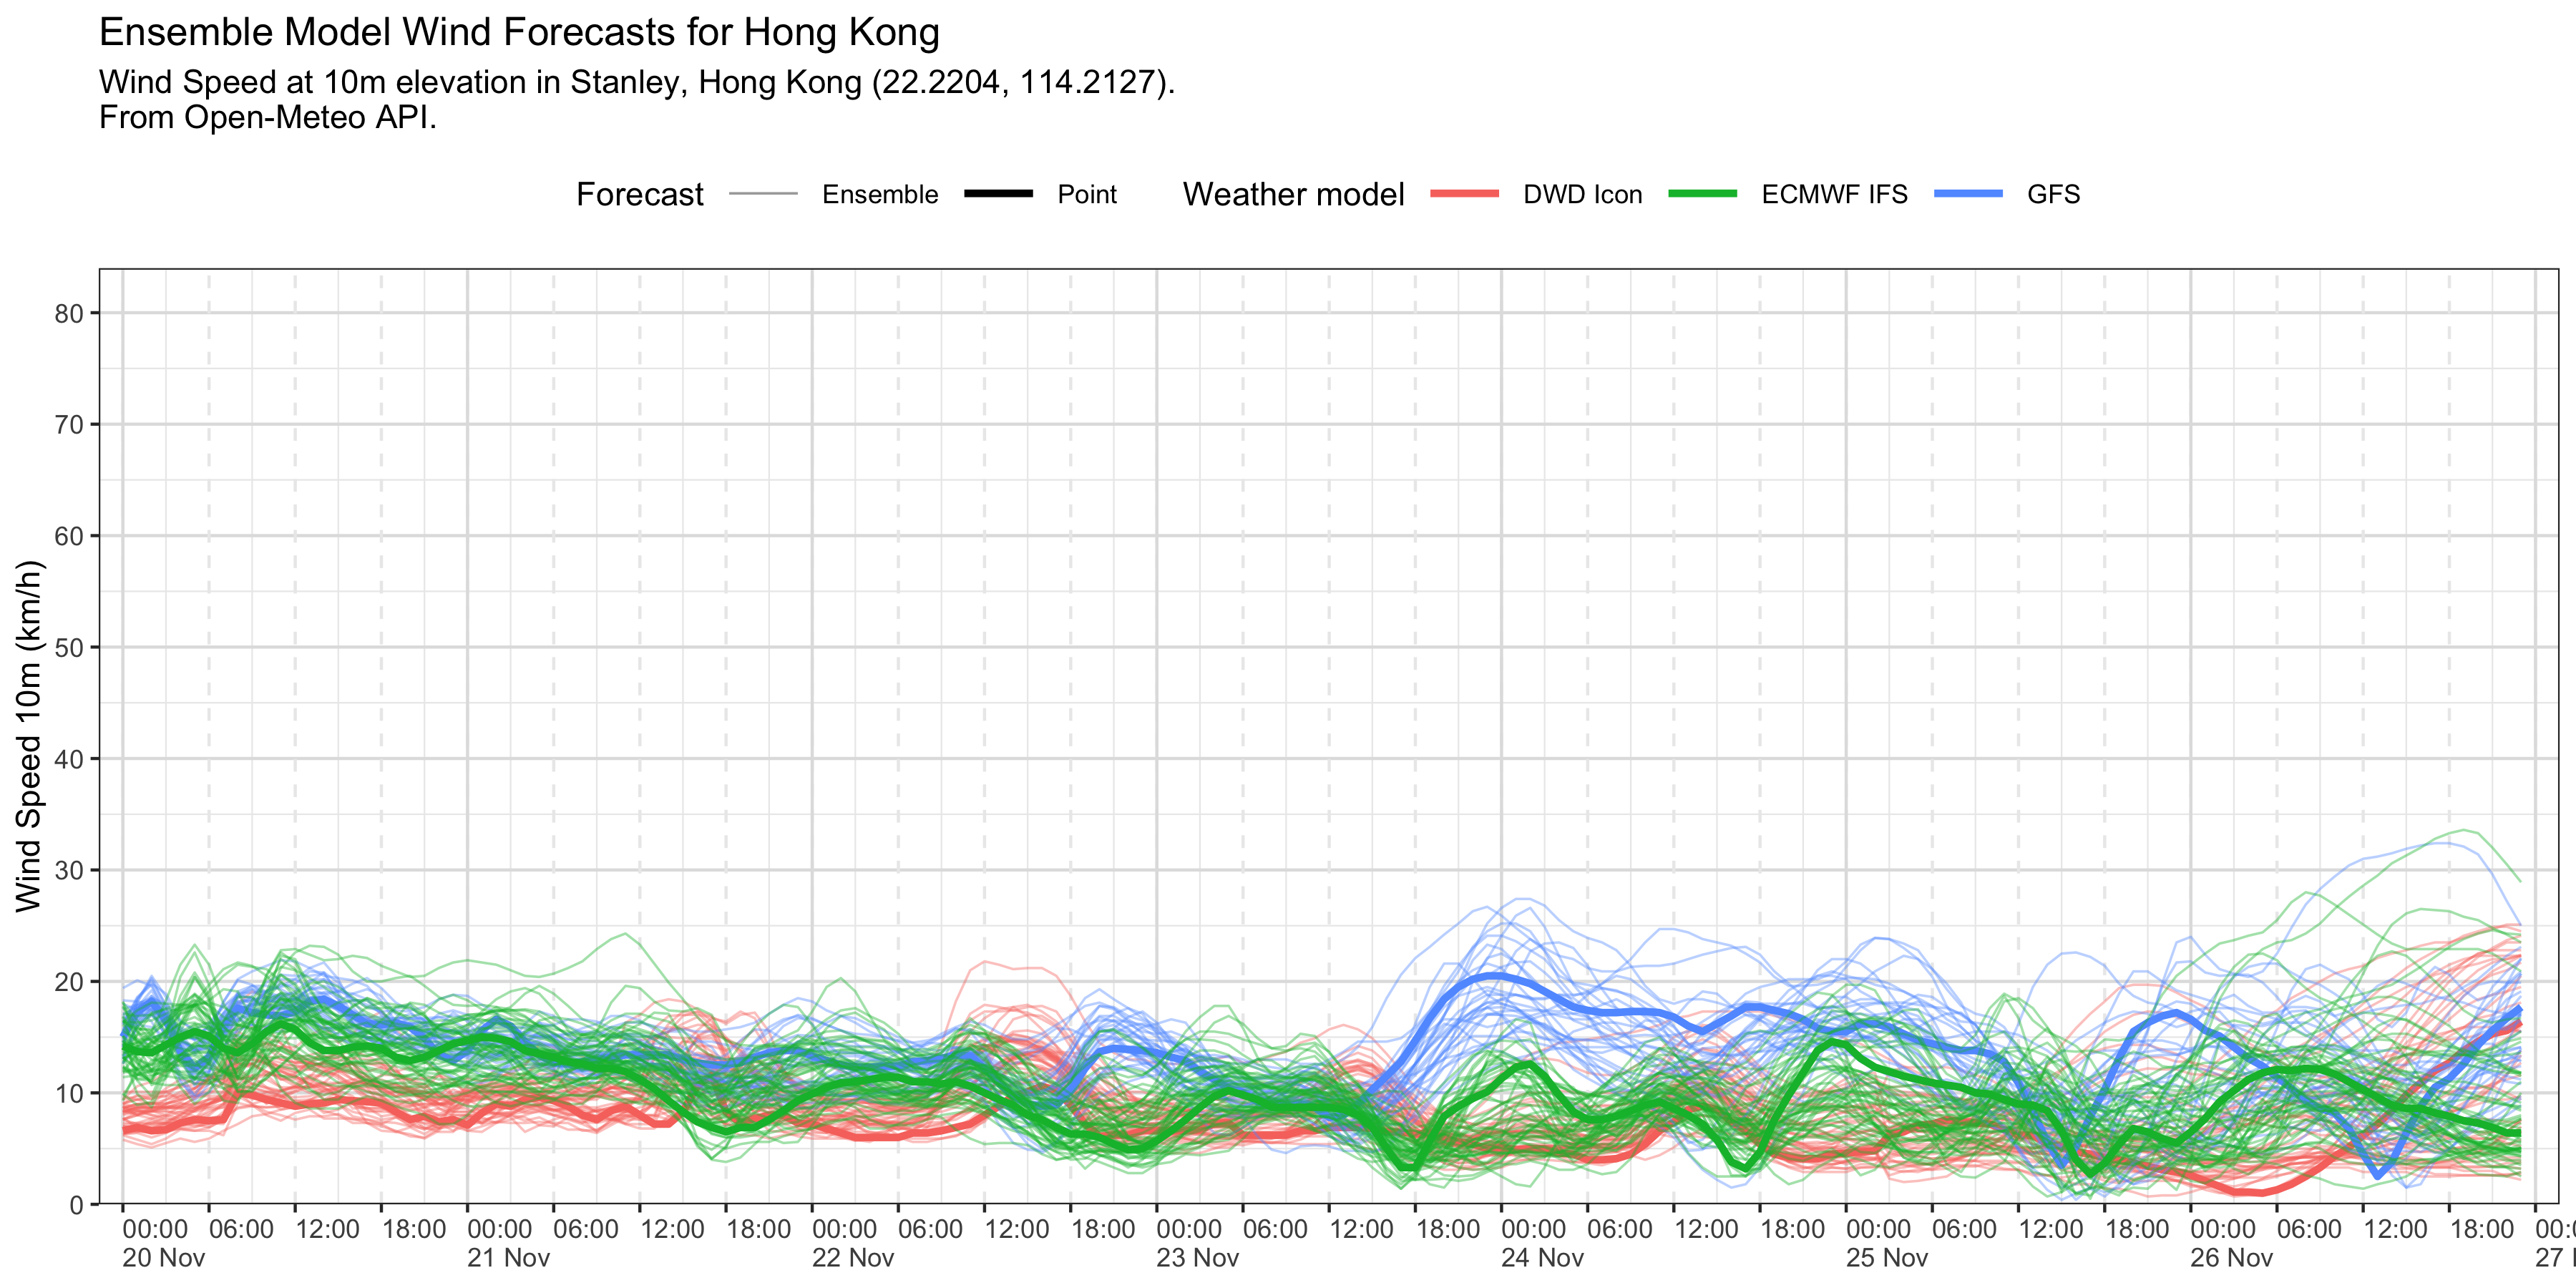 Ensemble Model Wind Forecasts for Hong Kong
Wind Speed at 10m elevation in Stanley, Hong Kong (22.2204, 114.2127).
From Open-Meteo API.
Forecast Ensemble Point Weather model DWD Icon ECMWF IFS GFS
Wind Speed 10m (km/h)
80
70
60
50
40
30
20
10
0
00:00 06:00 12:00 18:00 00:00 06:00 12:00 18:00 00:00 06:00 12:00 18:00 00:00 06:00 12:00 18:00 00:00 06:00 12:00 18:00 00:00 06:00 12:00 18:00 00:00 06:00 12:00 18:00
20 Nov 21 Nov 22 Nov 23 Nov 24 Nov 25 Nov 26 Nov 27